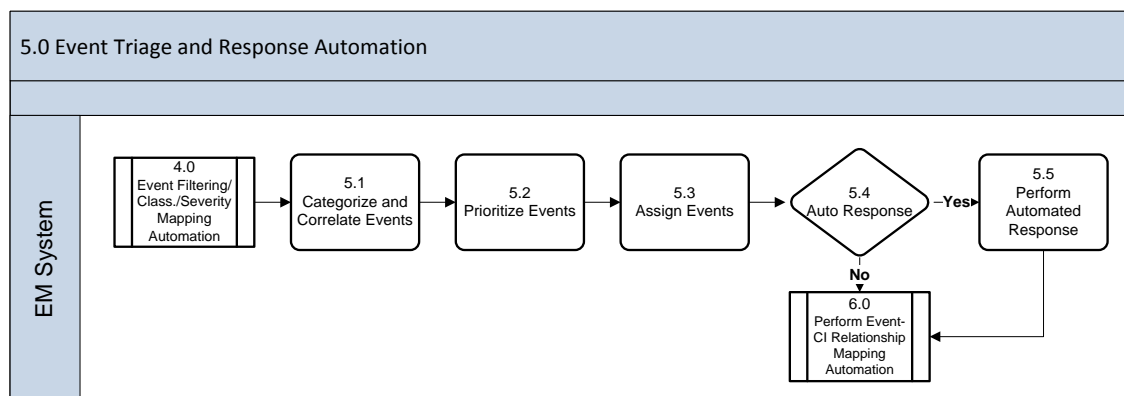 5.0 Event Triage and Response Automation
EM System
4.0
Event Filtering/
Class./Severity
Mapping
Automation
5.1
Categorize and
Correlate Events
5.2
Prioritize Events
5.3
Assign Events
5.4
Auto Response
Yes
5.5
Perform
Automated
Response
No
6.0
Perform Event-
CI Relationship
Mapping
Automation